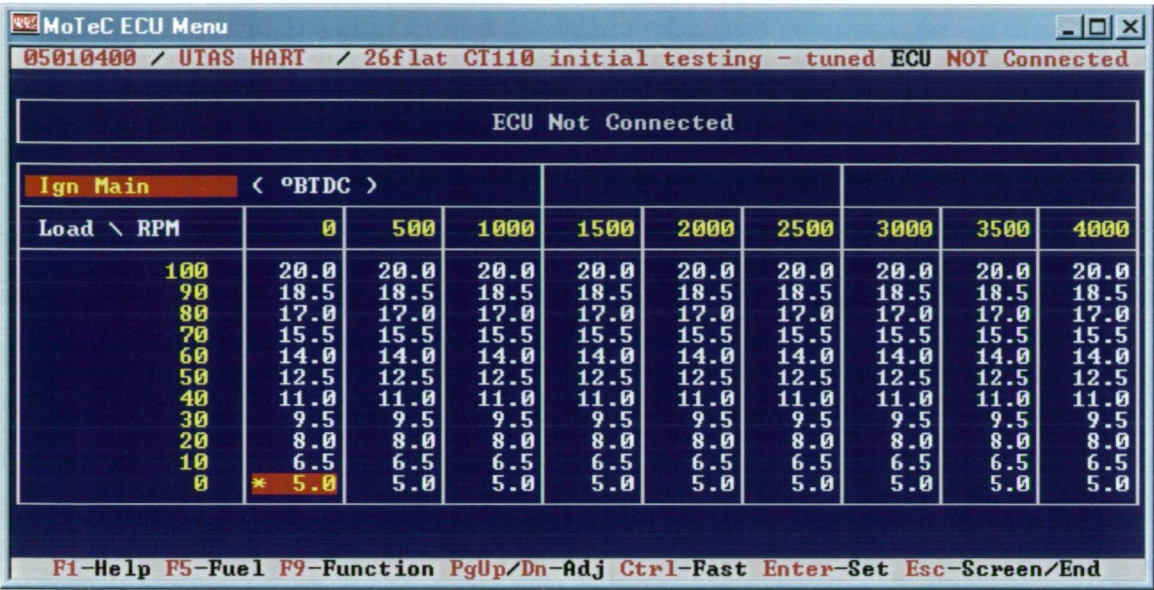 MoTeC ECU Menu
05010400 / UTAS HART / 26flat CT110 initial testing - tuned ECU NOT Connected
ECU Not Connected
Ign Main ( ºBTDC )
Load \ RPM 0 500 1000 1500 2000 2500 3000 3500 4000
100 20.0 20.0 20.0 20.0 20.0 20.0 20.0 20.0 20.0
90 18.5 18.5 18.5 18.5 18.5 18.5 18.5 18.5 18.5
80 17.0 17.0 17.0 17.0 17.0 17.0 17.0 17.0 17.0
70 15.5 15.5 15.5 15.5 15.5 15.5 15.5 15.5 15.5
60 14.0 14.0 14.0 14.0 14.0 14.0 14.0 14.0 14.0
50 12.5 12.5 12.5 12.5 12.5 12.5 12.5 12.5 12.5
40 11.0 11.0 11.0 11.0 11.0 11.0 11.0 11.0 11.0
30 9.5 9.5 9.5 9.5 9.5 9.5 9.5 9.5 9.5
20 8.0 8.0 8.0 8.0 8.0 8.0 8.0 8.0 8.0
10 6.5 6.5 6.5 6.5 6.5 6.5 6.5 6.5 6.5
0 * 5.0 5.0 5.0 5.0 5.0 5.0 5.0 5.0 5.0
F1-Help F5-Fuel F9-Function PgUp/Dn-Adj Ctrl-Fast Enter-Set Esc-Screen/End